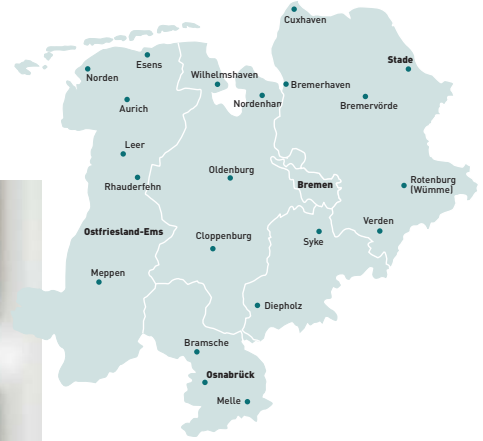 Cuxhaven
Stade
Esens
Norden
Wilhelmshaven
Bremerhaven
Nordenham
Bremervörde
Aurich
Leer
Rhauderfehn
Oldenburg
Bremen
Rotenburg
(Wümme)
Verden
Ostfriesland-Ems
Cloppenburg
Syke
Meppen
Diepholz
Bramsche
Osnabrück
Melle